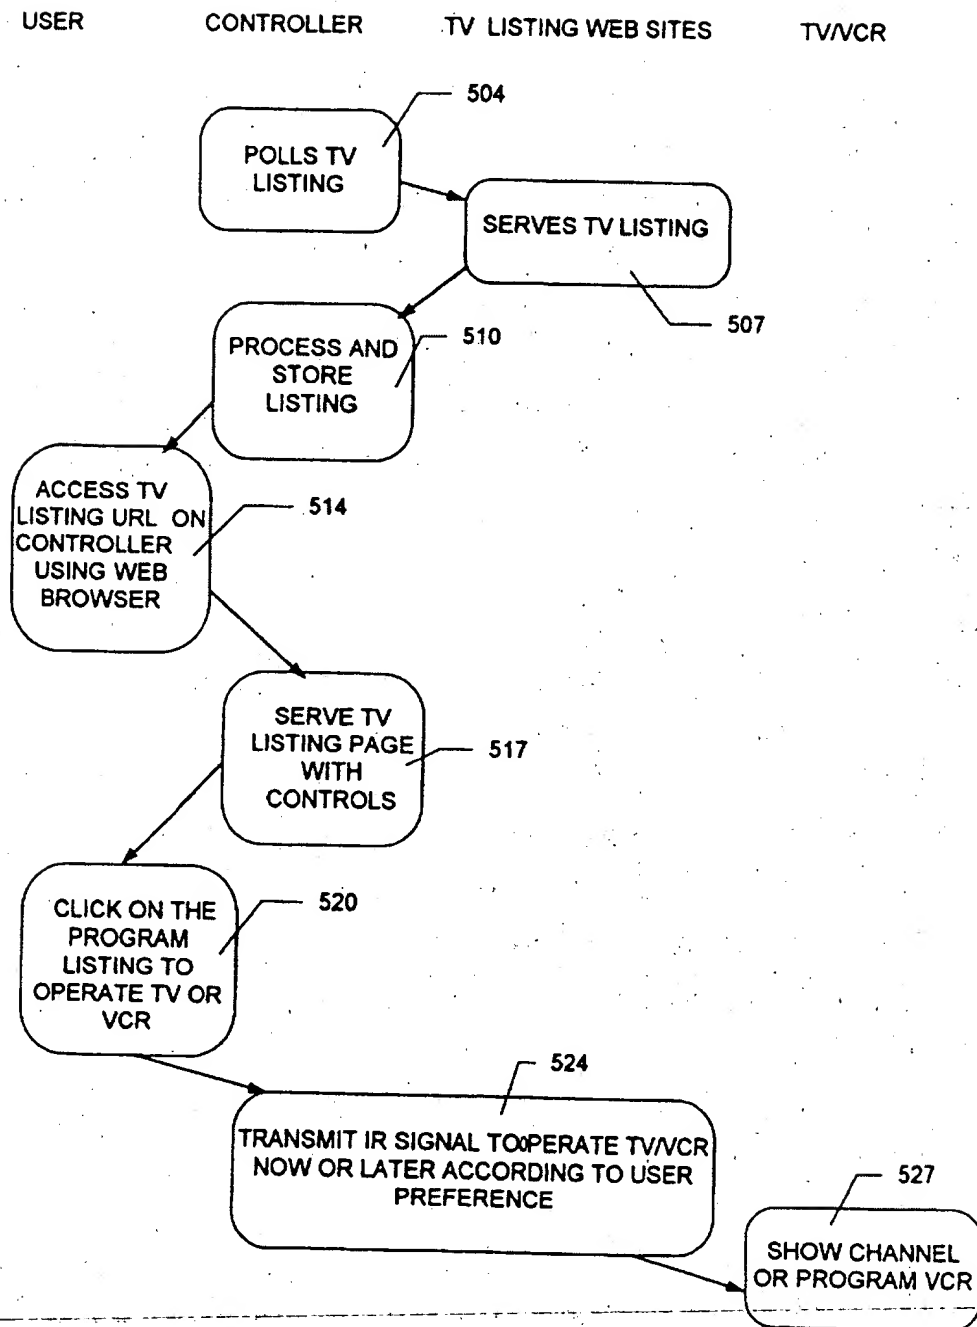 USER CONTROLLER TV LISTING WEB SITES TV/VCR
504
POLLS TV
LISTING
SERVES TV LISTING
507
PROCESS AND
STORE
LISTING
510
ACCESS TV
LISTING URL ON
CONTROLLER
USING WEB
BROWSER
514
SERVE TV
LISTING PAGE
WITH
CONTROLS
517
CLICK ON THE
PROGRAM
LISTING TO
OPERATE TV OR
VCR
520
524
TRANSMIT IR SIGNAL TO OPERATE TV/VCR
NOW OR LATER ACCORDING TO USER
PREFERENCE
527
SHOW CHANNEL
OR PROGRAM VCR